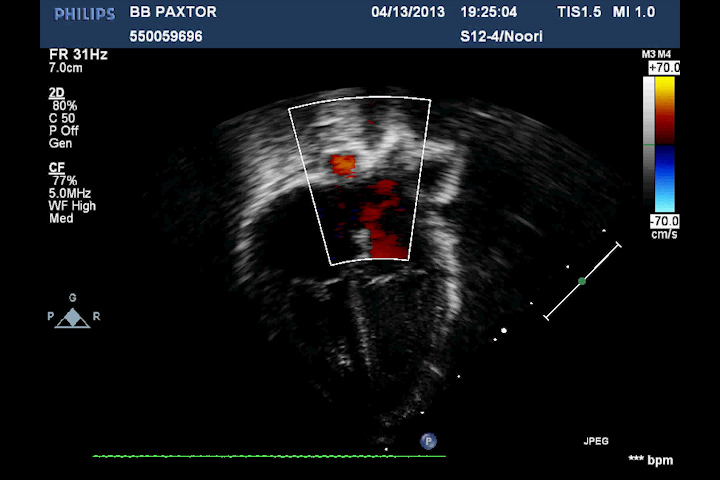 PHILIPS BB PAXTOR 04/13/2013 19:25:04 TIS1.5 MI 1.0
550059696 S12-4/Noori
FR 31Hz
7.0cm
M3 M4
+70.0
2D
80%
C 50
P Off
Gen
CF
77%
5.0MHz
WF High
Med
-70.0
cm/s
G
P R
P
JPEG
*** bpm